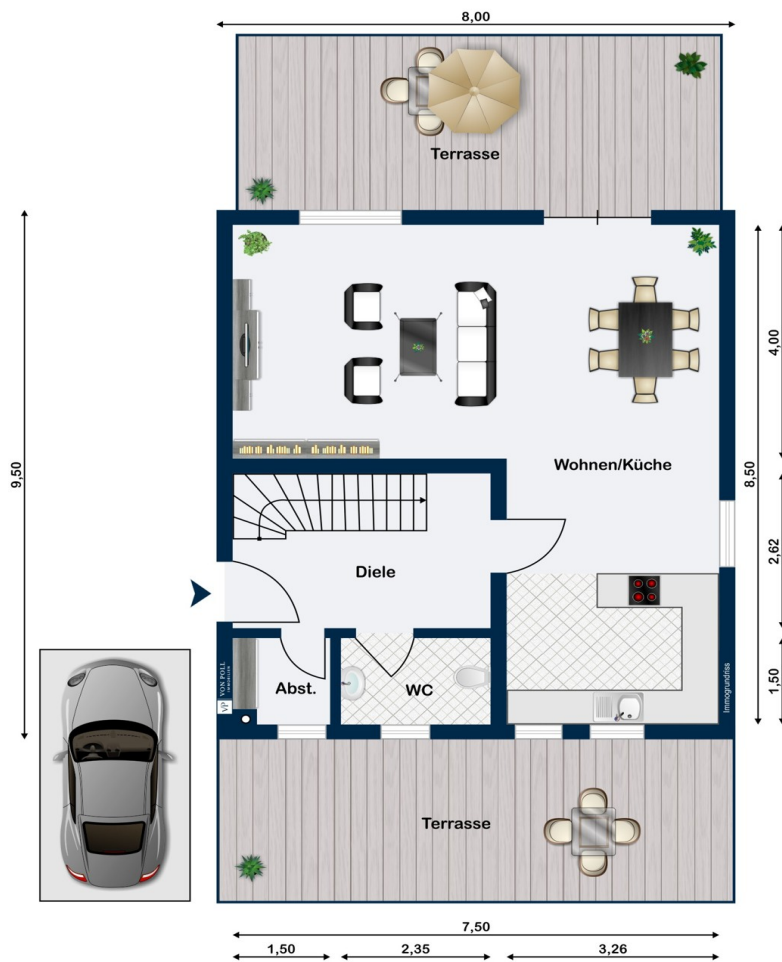 8,00
Terrasse
9,50
8,50
4,00
Wohnen/Küche
2,62
Diele
1,50
Abst.
WC
VP VON POLL
IMMOBILIEN
Immogrundriss
Terrasse
7,50
1,50
2,35
3,26